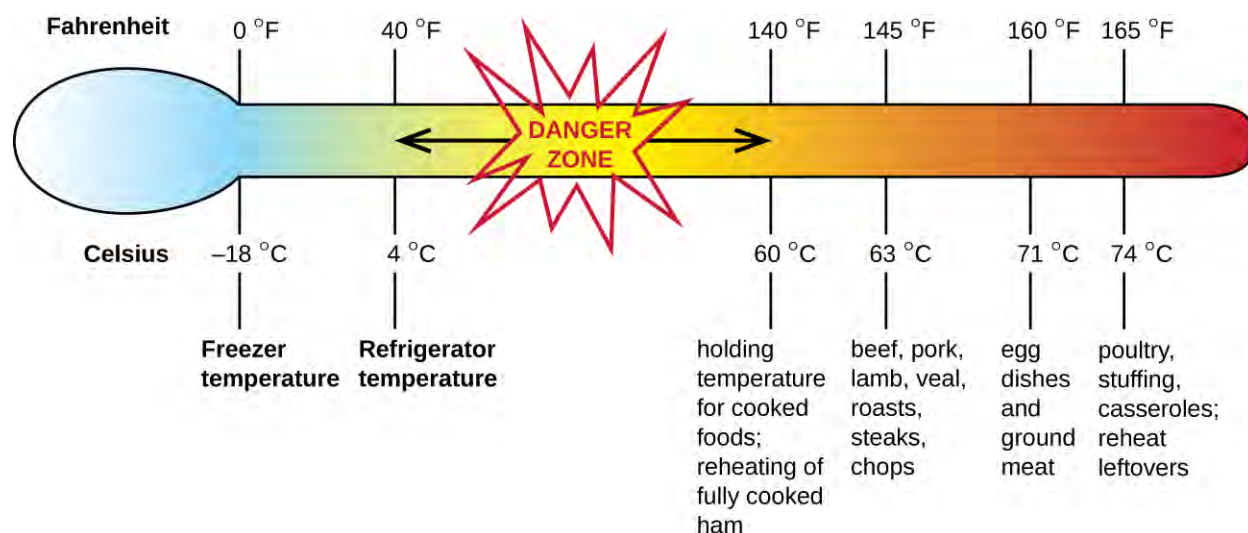 Fahrenheit 0 °F 40 °F 140 °F 145 °F 160 °F 165 °F
DANGER
ZONE
Celsius –18 °C 4 °C 60 °C 63 °C 71 °C 74 °C
Freezer
temperature
Refrigerator
temperature
holding
temperature
for cooked
foods;
reheating of
fully cooked
ham
beef, pork,
lamb, veal,
roasts,
steaks,
chops
egg
dishes
and
ground
meat
poultry,
stuffing,
casseroles;
reheat
leftovers